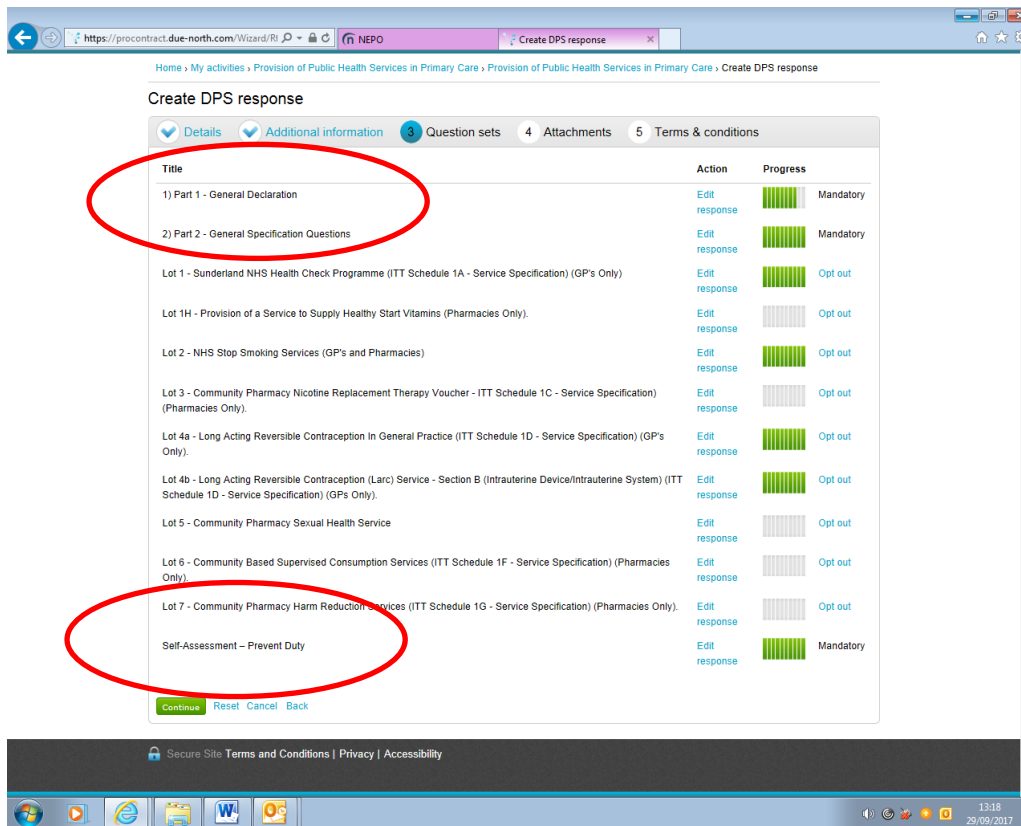 https://procontract.due-north.com/Wizard/RI
NEPO
Create DPS response
Home › My activities › Provision of Public Health Services in Primary Care › Provision of Public Health Services in Primary Care › Create DPS response
Create DPS response
Details Additional information 3 Question sets 4 Attachments 5 Terms & conditions
Title Action Progress
1) Part 1 - General Declaration Edit Mandatory
response
2) Part 2 - General Specification Questions Edit Mandatory
response
Lot 1 - Sunderland NHS Health Check Programme (ITT Schedule 1A - Service Specification) (GP's Only) Edit Opt out
response
Lot 1H - Provision of a Service to Supply Healthy Start Vitamins (Pharmacies Only). Edit Opt out
response
Lot 2 - NHS Stop Smoking Services (GP's and Pharmacies) Edit Opt out
response
Lot 3 - Community Pharmacy Nicotine Replacement Therapy Voucher - ITT Schedule 1C - Service Specification) Edit Opt out
(Pharmacies Only). response
Lot 4a - Long Acting Reversible Contraception In General Practice (ITT Schedule 1D - Service Specification) (GP's Edit Opt out
Only). response
Lot 4b - Long Acting Reversible Contraception (Larc) Service - Section B (Intrauterine Device/Intrauterine System) (ITT Edit Opt out
Schedule 1D - Service Specification) (GPs Only). response
Lot 5 - Community Pharmacy Sexual Health Service Edit Opt out
response
Lot 6 - Community Based Supervised Consumption Services (ITT Schedule 1F - Service Specification) (Pharmacies Edit Opt out
Only). response
Lot 7 - Community Pharmacy Harm Reduction Services (ITT Schedule 1G - Service Specification) (Pharmacies Only). Edit Opt out
response
Self-Assessment – Prevent Duty Edit Mandatory
response
Continue Reset Cancel Back
Secure Site Terms and Conditions | Privacy | Accessibility
13:18
29/09/2017